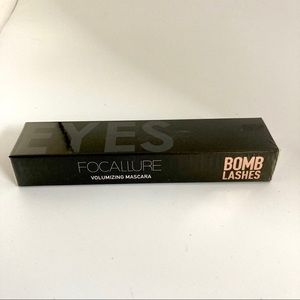 EYES
FOCALLURE
VOLUMIZING MASCARA
BOMB
LASHES